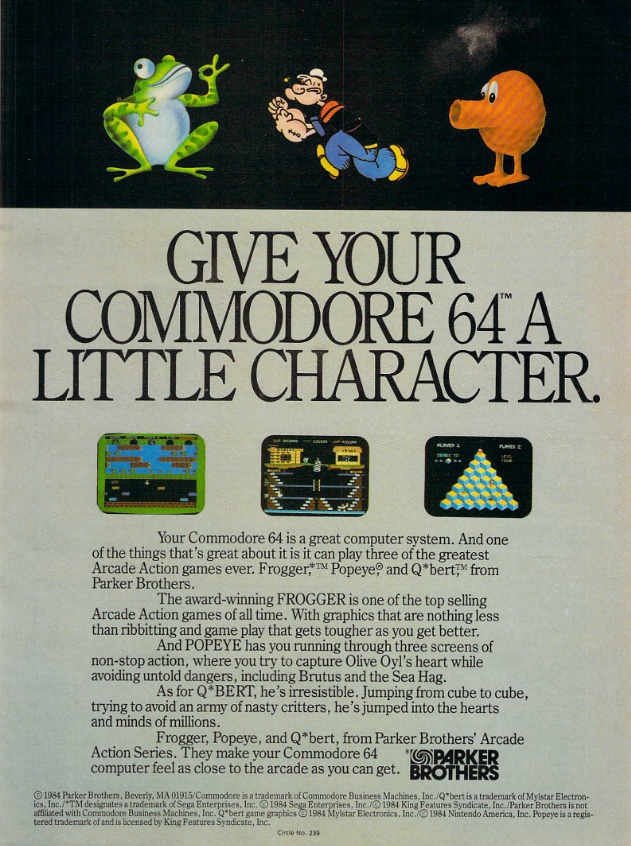 GIVE YOUR
COMMODORE 64™ A
LITTLE CHARACTER.
PLAYER 1
PLAYER 2
Your Commodore 64 is a great computer system. And one
of the things that's great about it is it can play three of the greatest
Arcade Action games ever. Frogger,*™ Popeye,® and Q*bert,™ from
Parker Brothers.
The award-winning FROGGER is one of the top selling
Arcade Action games of all time. With graphics that are nothing less
than ribbitting and game play that gets tougher as you get better.
And POPEYE has you running through three screens of
non-stop action, where you try to capture Olive Oyl's heart while
avoiding untold dangers, including Brutus and the Sea Hag.
As for Q*BERT, he's irresistible. Jumping from cube to cube,
trying to avoid an army of nasty critters, he's jumped into the hearts
and minds of millions.
Frogger, Popeye, and Q*bert, from Parker Brothers' Arcade
Action Series. They make your Commodore 64
computer feel as close to the arcade as you can get.
PARKER
BROTHERS
© 1984 Parker Brothers, Beverly, MA 01915/Commodore is a trademark of Commodore Business Machines, Inc./Q*bert is a trademark of Mylstar Electron-
ics, Inc./*TM designates a trademark of Sega Enterprises, Inc. © 1984 Sega Enterprises, Inc./© 1984 King Features Syndicate, Inc./Parker Brothers is not
affiliated with Commodore Business Machines, Inc. Q*bert game graphics © 1984 Mylstar Electronics, Inc./© 1984 Nintendo America, Inc. Popeye is a regis-
tered trademark of and is licensed by King Features Syndicate, Inc.
Circle No. 239